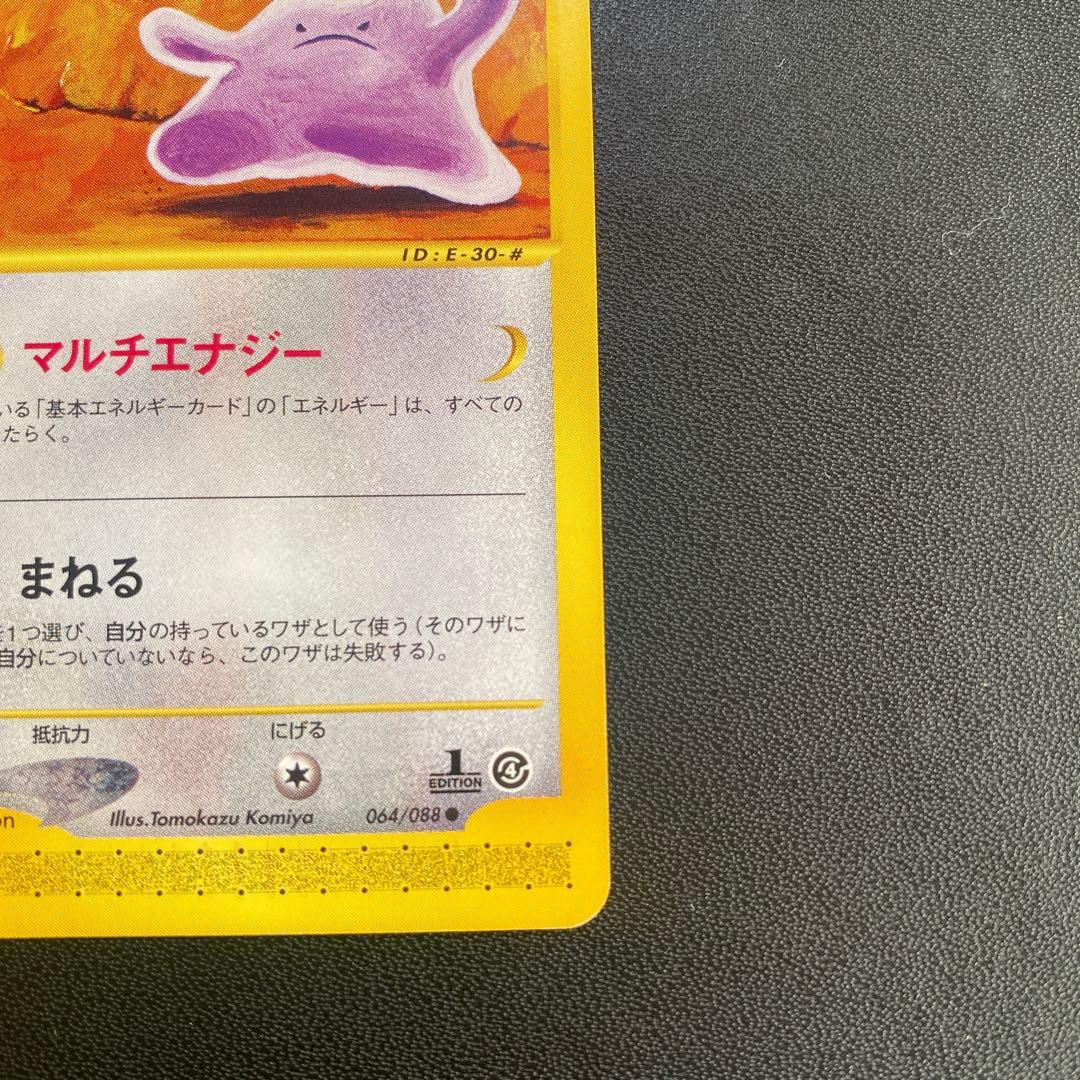 ID:E-30-#
マルチエナジー
いる「基本エネルギーカード」の「エネルギー」は、すべての
たらく。
まねる
を1つ選び、自分の持っているワザとして使う(そのワザに
自分についていないなら、このワザは失敗する)。
抵抗力 にげる
1
EDITION 4
on Illus.Tomokazu Komiya 064/088●